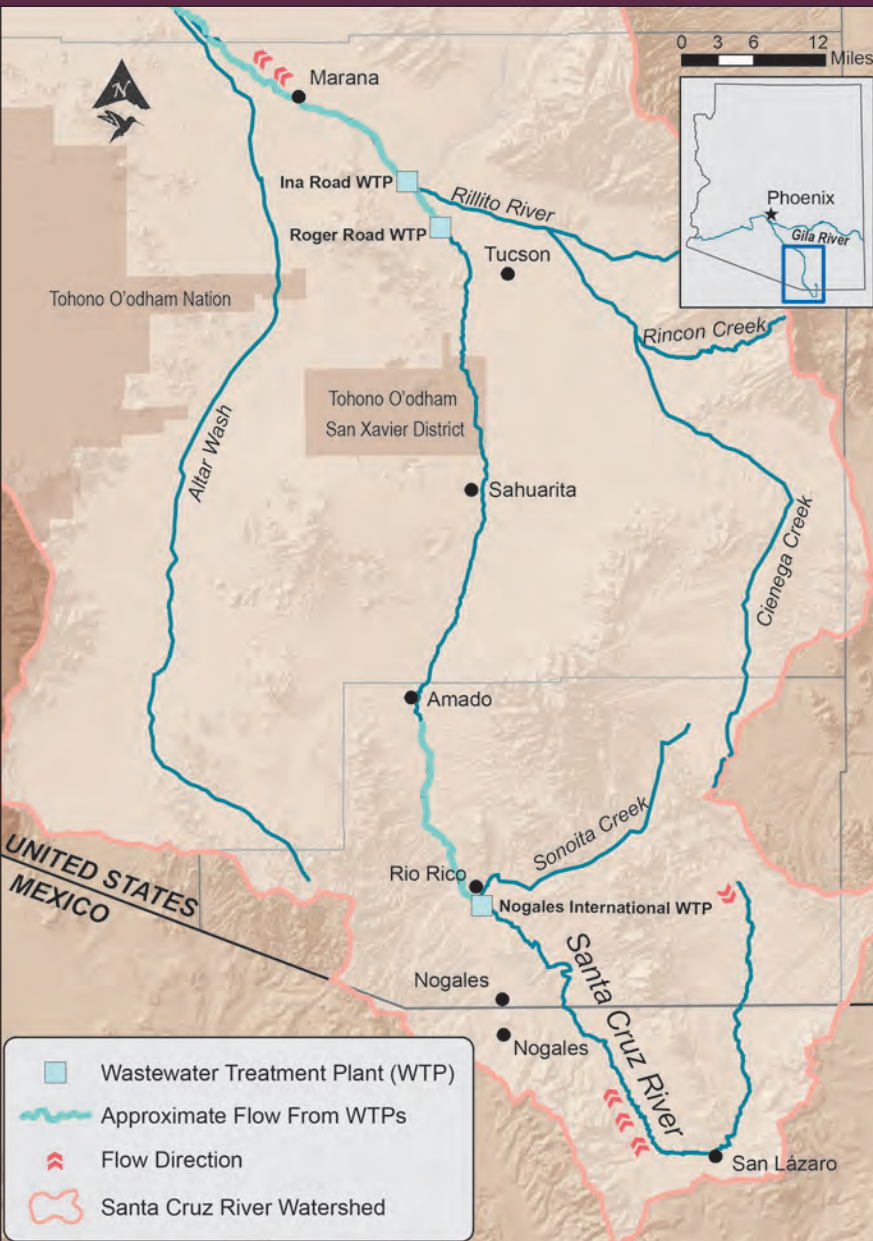 0 3 6 12
Miles
N
Marana
Phoenix
Gila River
Ina Road WTP
Rillito River
Roger Road WTP
Tucson
Tohono O'odham Nation
Rincon Creek
Tohono O'odham
San Xavier District
Altar Wash
Sahuarita
Cienega Creek
Amado
Sonoita Creek
UNITED STATES
MEXICO
Rio Rico
Nogales International WTP
Santa Cruz River
Nogales
Nogales
San Lázaro
Wastewater Treatment Plant (WTP)
Approximate Flow From WTPs
Flow Direction
Santa Cruz River Watershed